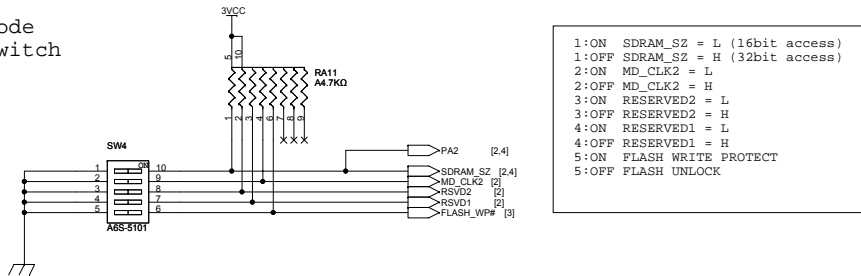 ode
witch
3VCC
5
10
RA11
A4.7KΩ
1 2 3 4 6 7 8 9
SW4
ON
1 10
2 9
3 8
4 7
5 6
A6S-5101
PA2 [2,4]
SDRAM_SZ [2,4]
MD_CLK2 [2]
RSVD2 [2]
RSVD1 [2]
FLASH_WP# [3]
1:ON SDRAM_SZ = L (16bit access)
1:OFF SDRAM_SZ = H (32bit access)
2:ON MD_CLK2 = L
2:OFF MD_CLK2 = H
3:ON RESERVED2 = L
3:OFF RESERVED2 = H
4:ON RESERVED1 = L
4:OFF RESERVED1 = H
5:ON FLASH WRITE PROTECT
5:OFF FLASH UNLOCK